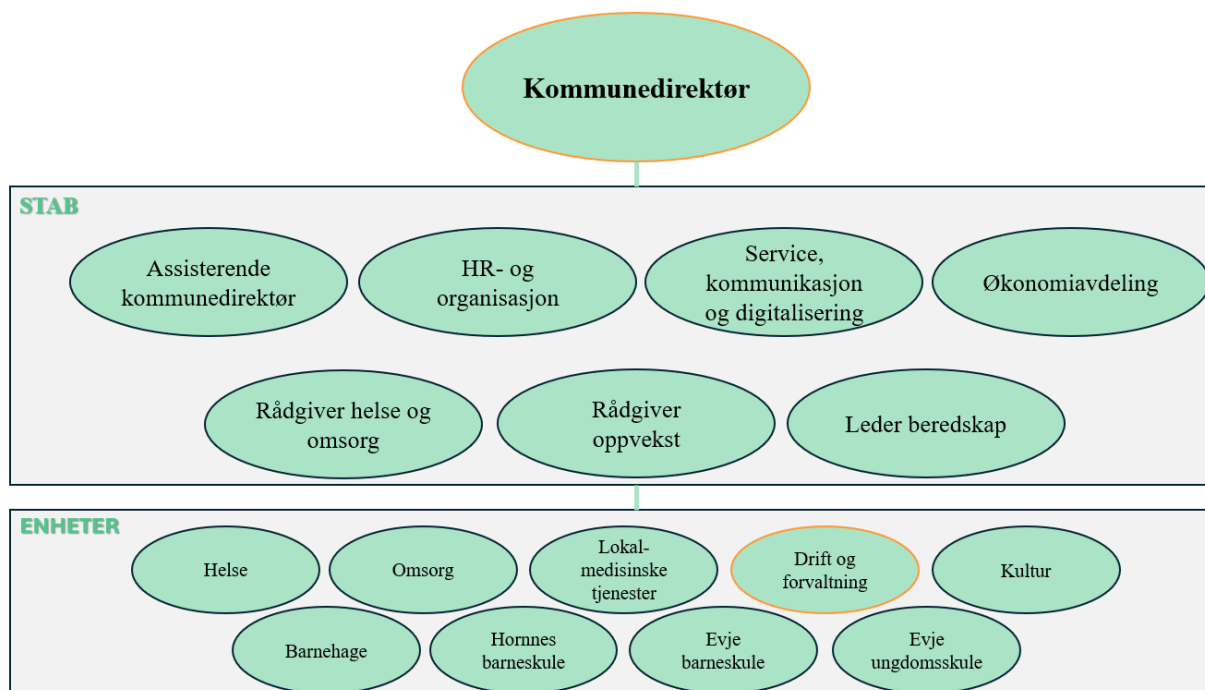 Kommunedirektør
STAB
Assisterende
kommunedirektør
HR- og
organisasjon
Service,
kommunikasjon
og digitalisering
Økonomiavdeling
Rådgiver helse og
omsorg
Rådgiver
oppvekst
Leder beredskap
ENHETER
Helse
Omsorg
Lokal-
medisinske
tjenester
Drift og
forvaltning
Kultur
Barnehage
Hornnes
barneskule
Evje
barneskule
Evje
ungdomsskule